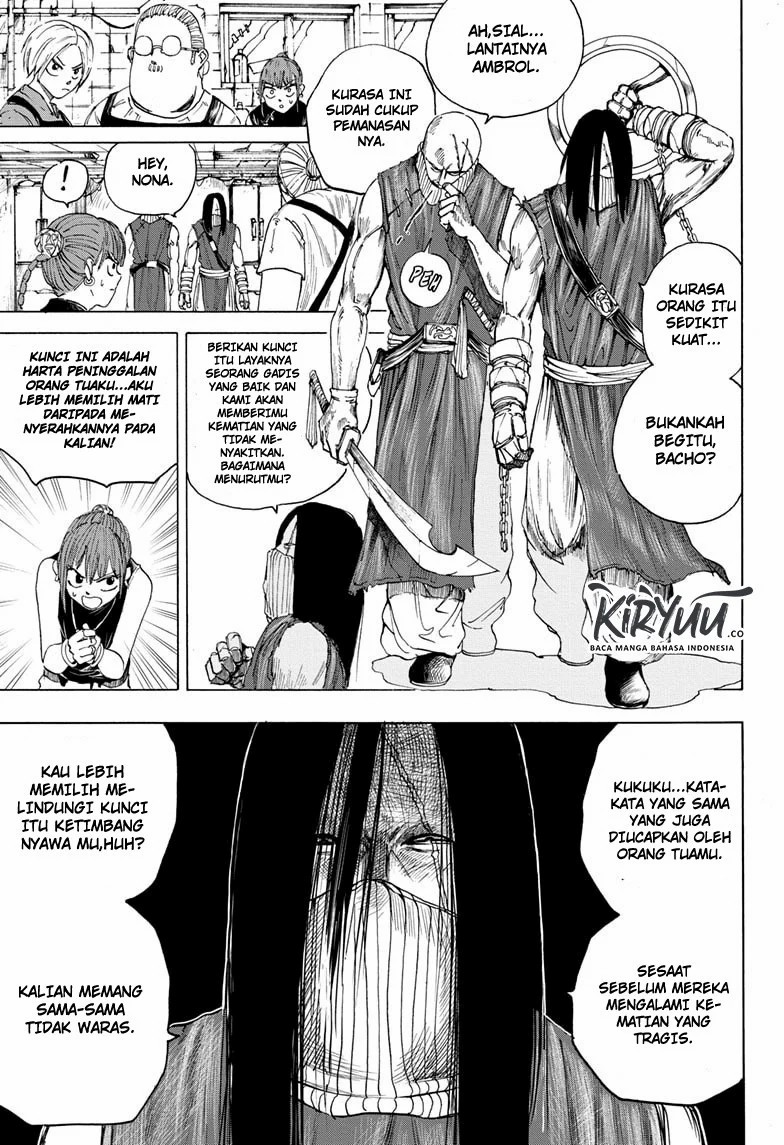 AH,SIAL...
LANTAINYA
AMBROL.
KURASA INI
SUDAH CUKUP
PEMANASAN
NYA.
PEH
KURASA
ORANG ITU
SEDIKIT
KUAT...
BUKANKAH
BEGITU,
BACHO?
HEY,
NONA.
!
BERIKAN KUNCI
ITU LAYAKNYA
SEORANG GADIS
YANG BAIK DAN
KAMI AKAN
MEMBERIMU
KEMATIAN YANG
TIDAK ME-
NYAKITKAN.
BAGAIMANA
MENURUTMU?
KUNCI INI ADALAH
HARTA PENINGGALAN
ORANG TUAKU...AKU
LEBIH MEMILIH MATI
DARIPADA ME-
NYERAHKANNYA PADA
KALIAN!
KIRYUU.CO
BACA MANGA BAHASA INDONESIA
KUKUKU...KATA-
KATA YANG SAMA
YANG JUGA
DIUCAPKAN OLEH
ORANG TUAMU.
SESAAT
SEBELUM MEREKA
MENGALAMI KE-
MATIAN YANG
TRAGIS.
KAU LEBIH
MEMILIH ME-
LINDUNGI KUNCI
ITU KETIMBANG
NYAWA MU,HUH?
KALIAN MEMANG
SAMA-SAMA
TIDAK WARAS.